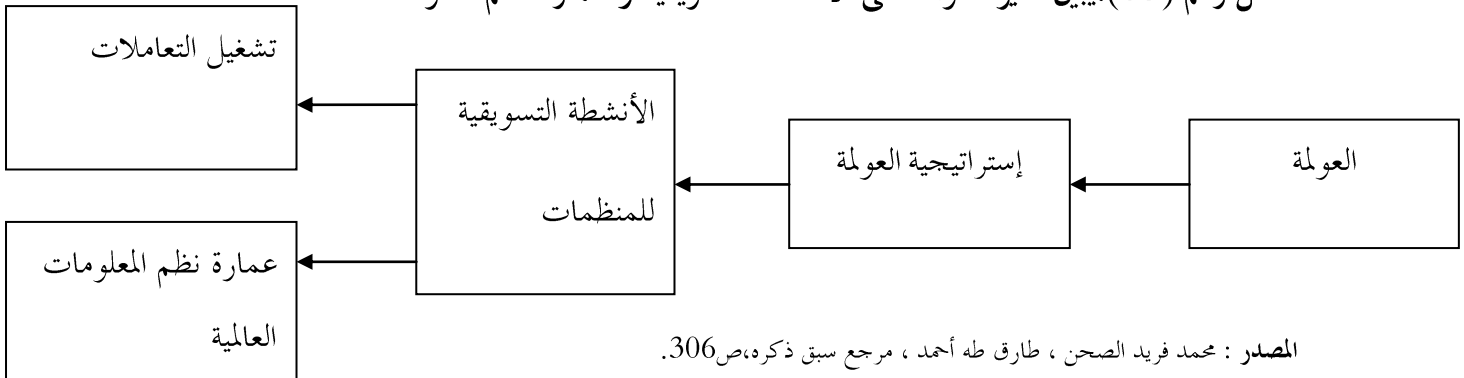 العولمة
إستراتيجية العولمة
الأنشطة التسويقية
للمنظمات
تشغيل التعاملات
عمارة نظم المعلومات
العالمية
المصدر : محمد فريد الصحن ، طارق طه أحمد ، مرجع سبق ذكره،ص306.